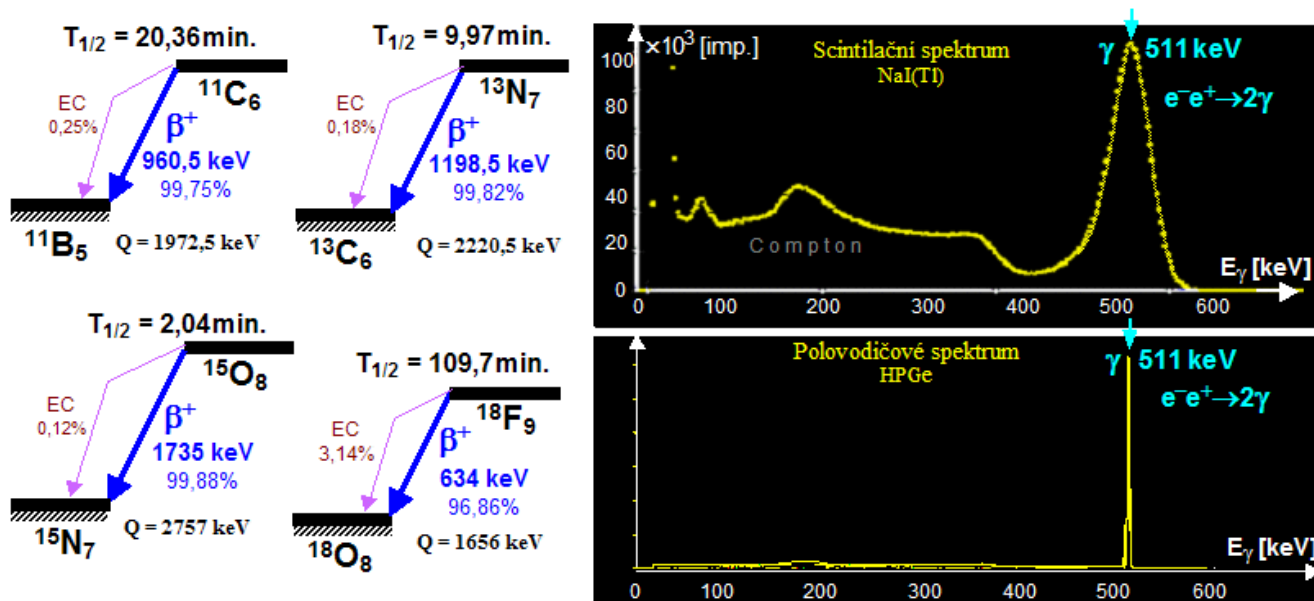 T1/2 = 20,36min.
11C6
EC
0,25%
β+
960,5 keV
99,75%
11B5
Q = 1972,5 keV
T1/2 = 9,97min.
13N7
EC
0,18%
β+
1198,5 keV
99,82%
13C6
Q = 2220,5 keV
T1/2 = 2,04min.
15O8
EC
0,12%
β+
1735 keV
99,88%
15N7
Q = 2757 keV
T1/2 = 109,7min.
18F9
EC
3,14%
β+
634 keV
96,86%
18O8
Q = 1656 keV
×10³ [imp.]
Scintilační spektrum
NaI(Tl)
γ 511 keV
e−e+→2γ
100
80
60
40
20
0
Compton
Eγ [keV]
0 100 200 300 400 500 600
Polovodičové spektrum
HPGe
γ 511 keV
e−e+→2γ
Eγ [keV]
0 100 200 300 400 500 600